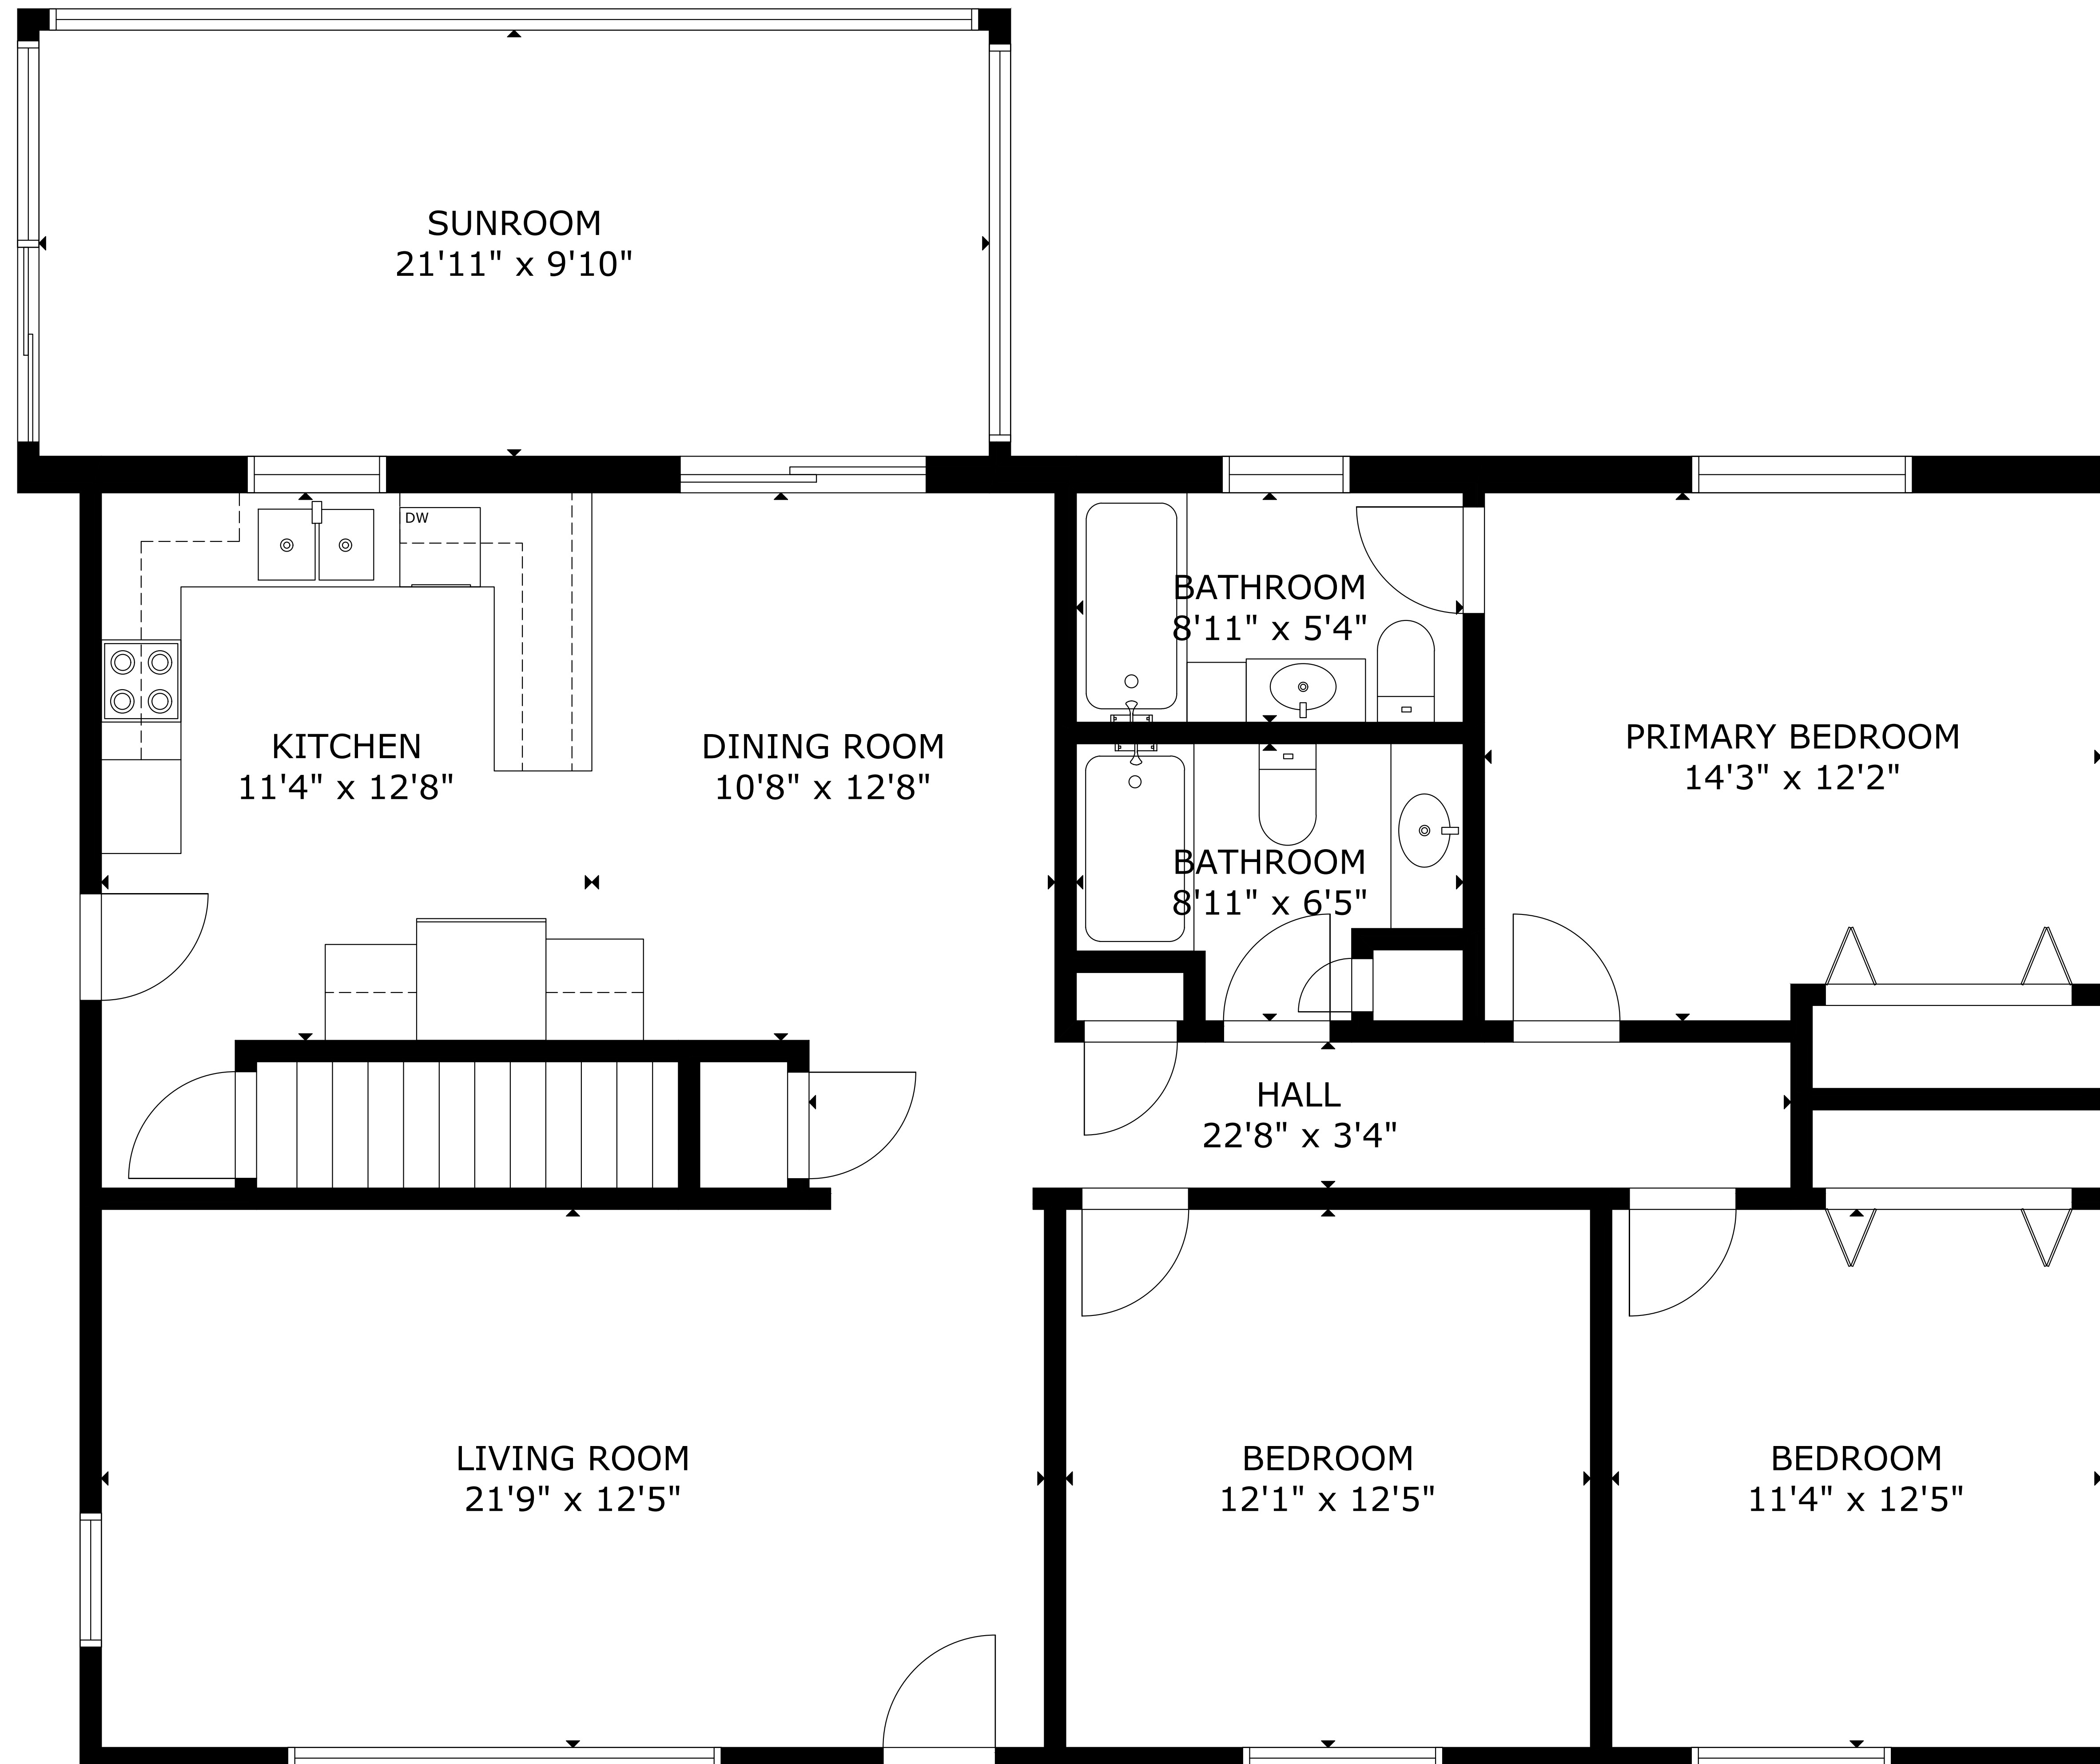 SUNROOM
21'11" x 9'10"
DW
BATHROOM
8'11" x 5'4"
KITCHEN
11'4" x 12'8"
DINING ROOM
10'8" x 12'8"
PRIMARY BEDROOM
14'3" x 12'2"
BATHROOM
8'11" x 6'5"
HALL
22'8" x 3'4"
LIVING ROOM
21'9" x 12'5"
BEDROOM
12'1" x 12'5"
BEDROOM
11'4" x 12'5"